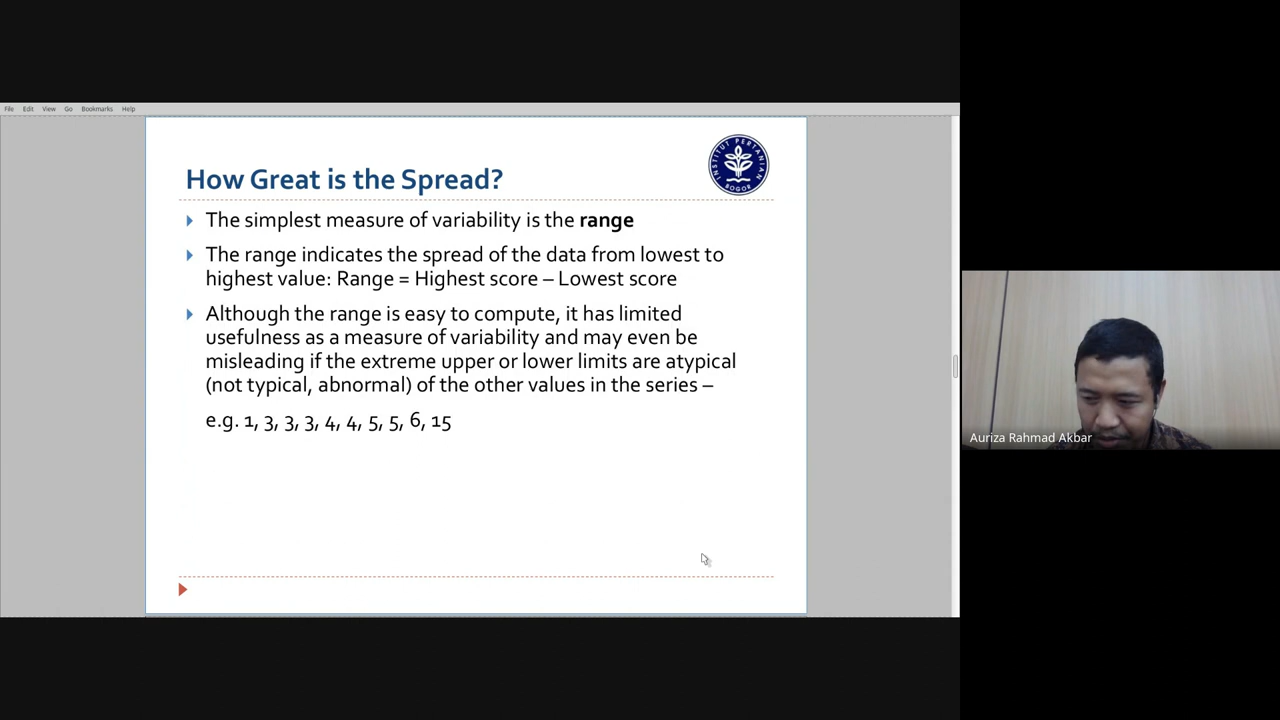 File Edit View Go Bookmarks Help
INSTITUT PERTANIAN
BOGOR
How Great is the Spread?
The simplest measure of variability is the range
The range indicates the spread of the data from lowest to
highest value: Range = Highest score – Lowest score
Although the range is easy to compute, it has limited
usefulness as a measure of variability and may even be
misleading if the extreme upper or lower limits are atypical
(not typical, abnormal) of the other values in the series –
e.g. 1, 3, 3, 3, 4, 4, 5, 5, 6, 15
Auriza Rahmad Akbar